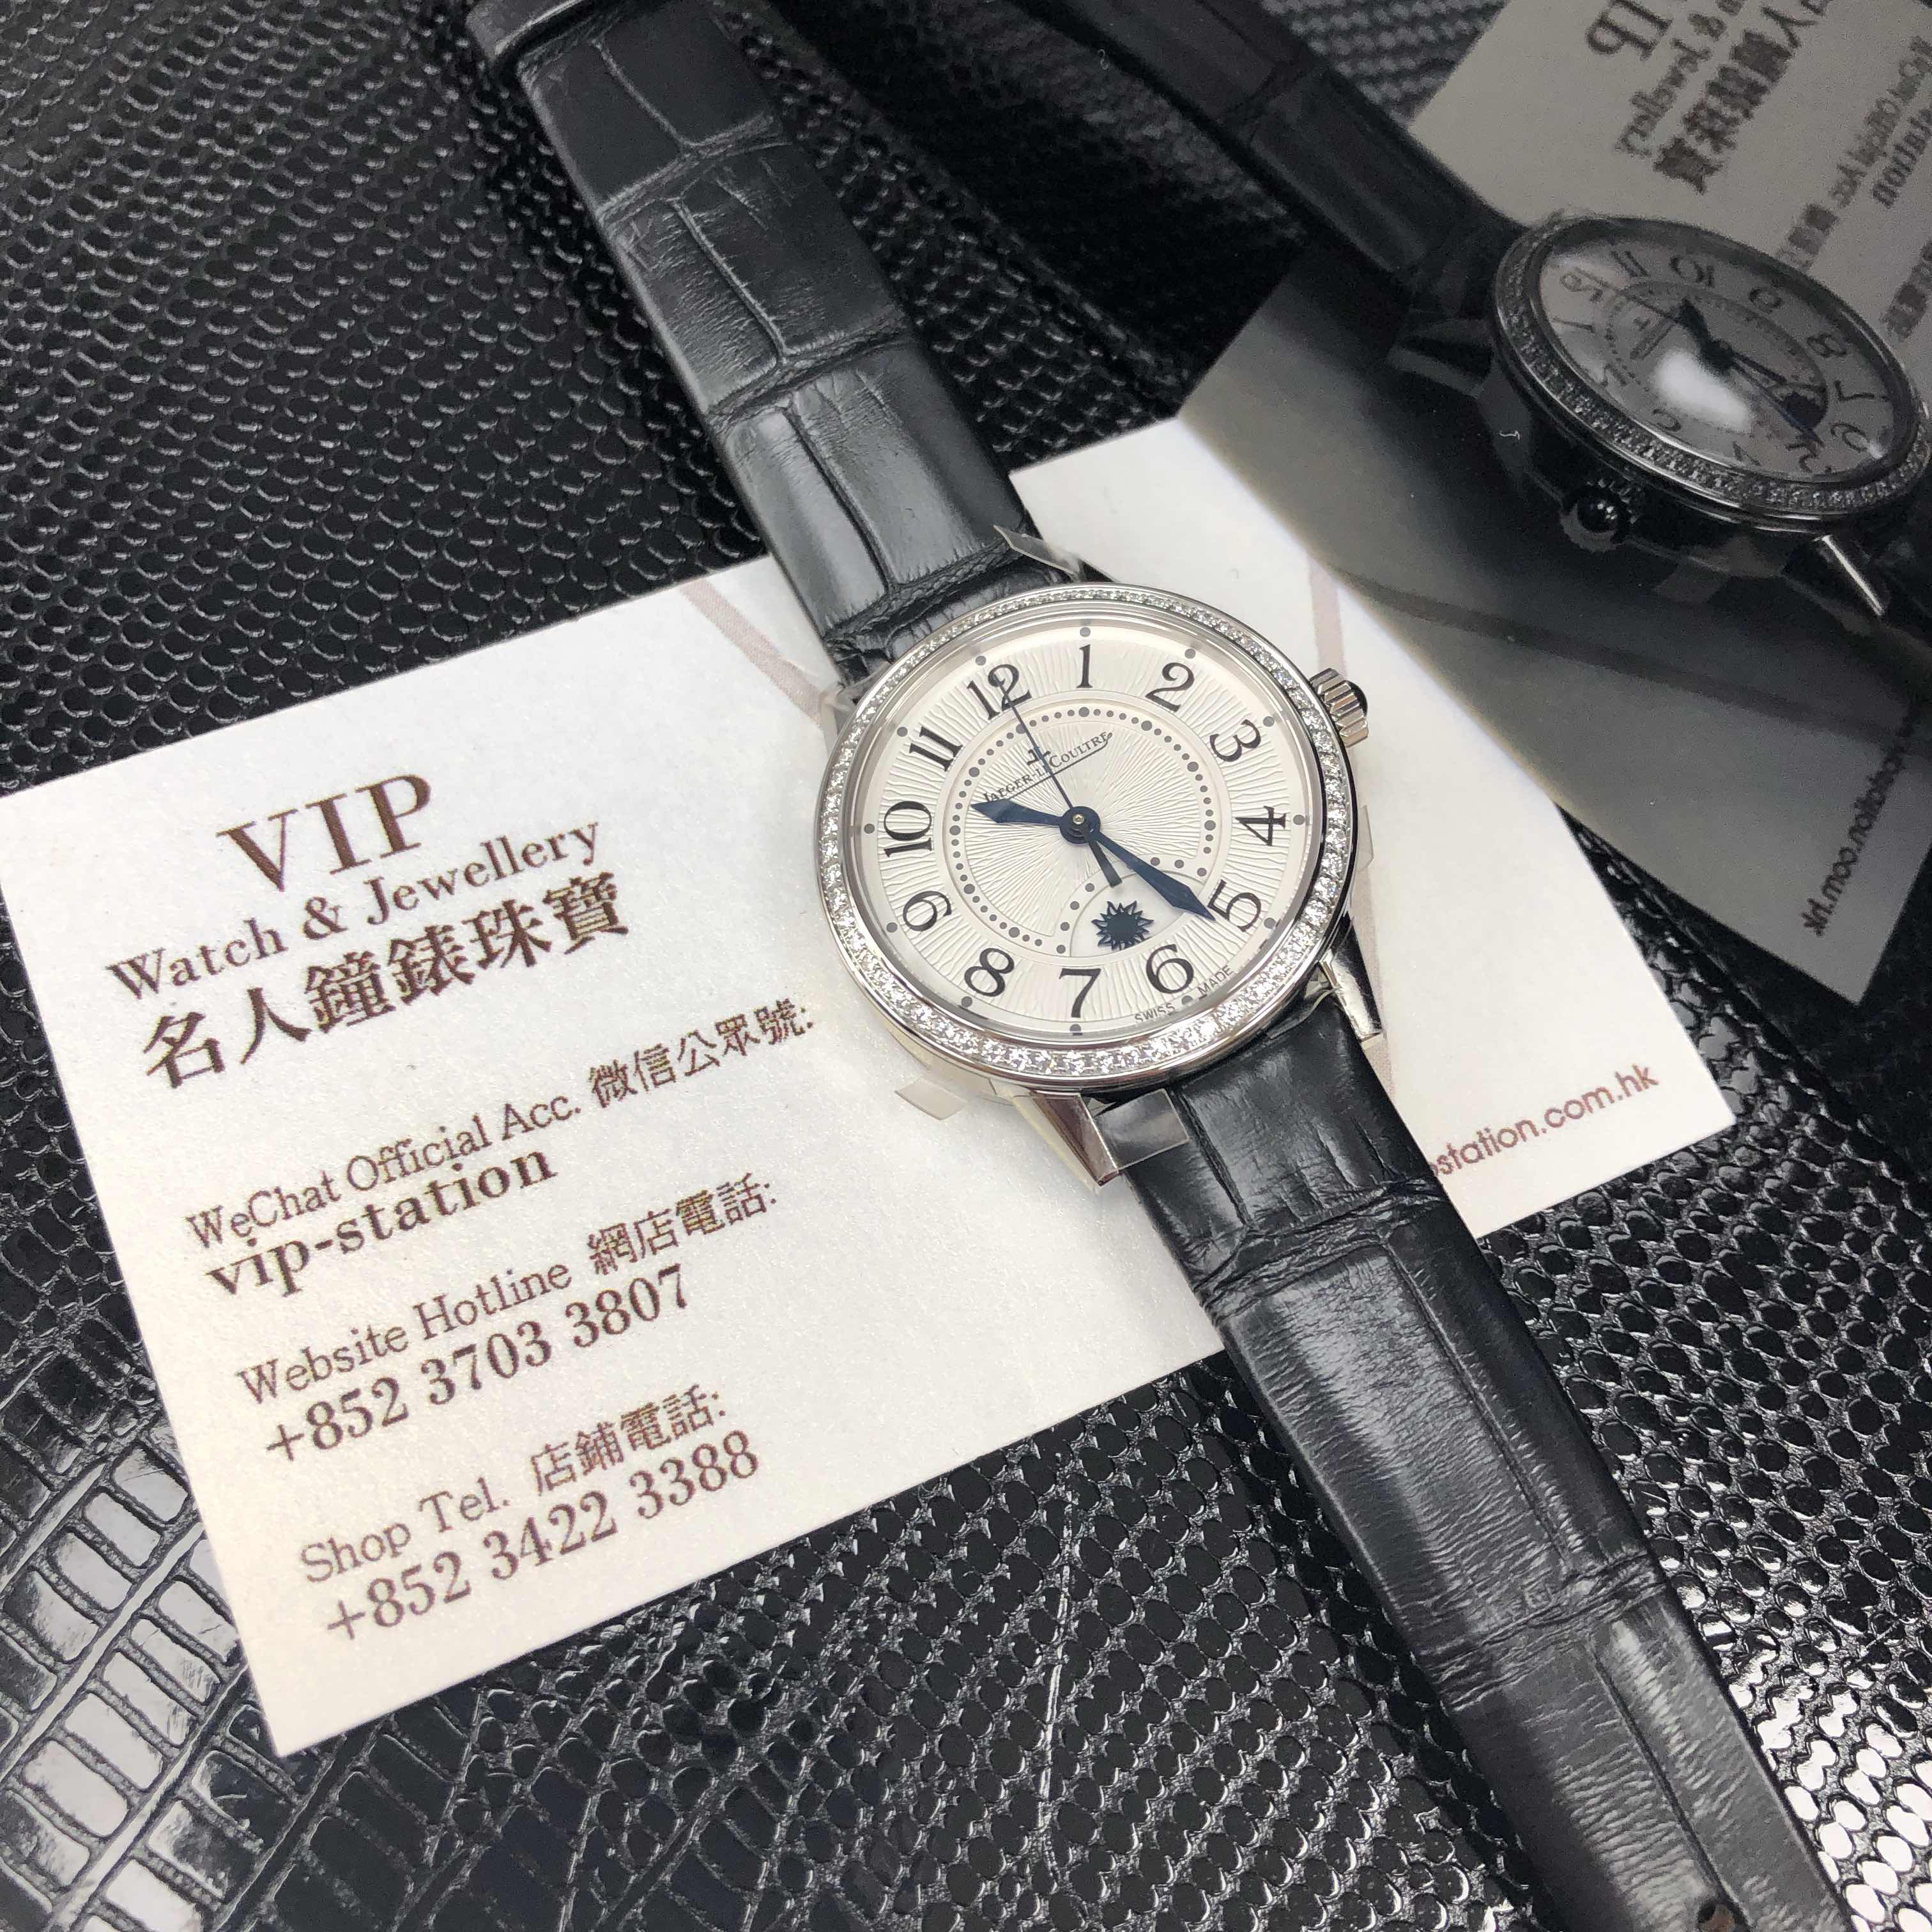 VIP
Watch & Jewellery
名人鐘錶珠寶
WeChat Official Acc. 微信公眾號:
vip-station
Website Hotline 網店電話:
+852 3703 3807
Shop Tel. 店鋪電話:
+852 3422 3388
station.com.hk
12
1
2
3
4
5
6
7
8
9
10
11
JAEGER-LECOULTRE
SWISS MADE